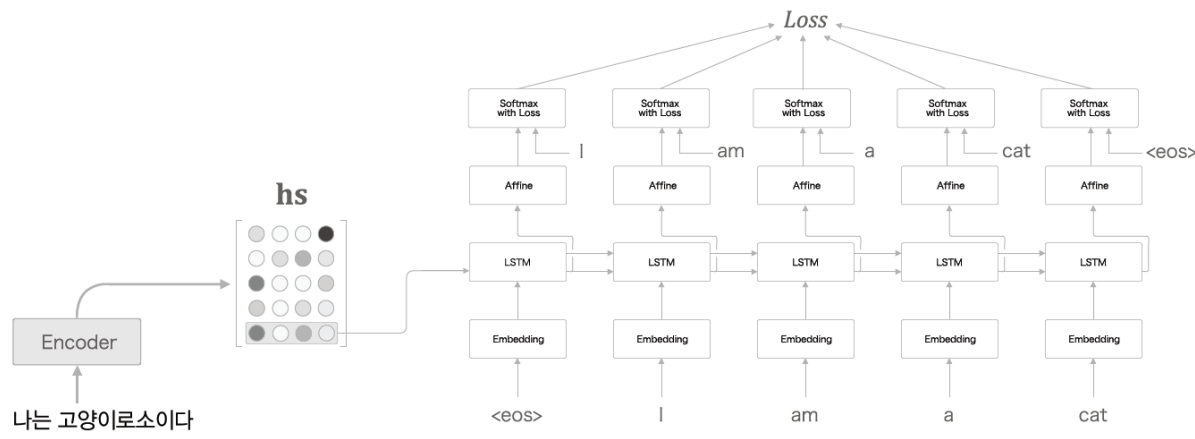 Loss
Softmax
with Loss
Softmax
with Loss
Softmax
with Loss
Softmax
with Loss
Softmax
with Loss
I
am
a
cat
<eos>
hs
Affine
Affine
Affine
Affine
Affine
LSTM
LSTM
LSTM
LSTM
LSTM
Encoder
Embedding
Embedding
Embedding
Embedding
Embedding
나는 고양이로소이다
<eos>
I
am
a
cat